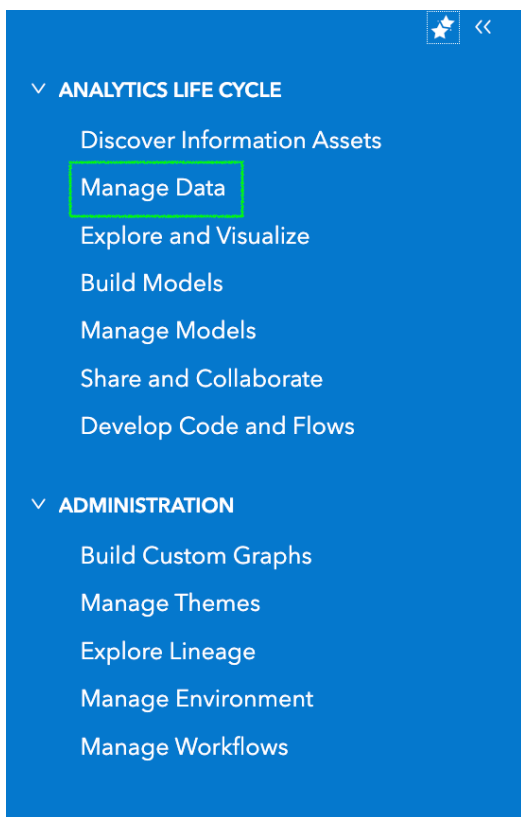 ANALYTICS LIFE CYCLE
Discover Information Assets
Manage Data
Explore and Visualize
Build Models
Manage Models
Share and Collaborate
Develop Code and Flows
ADMINISTRATION
Build Custom Graphs
Manage Themes
Explore Lineage
Manage Environment
Manage Workflows